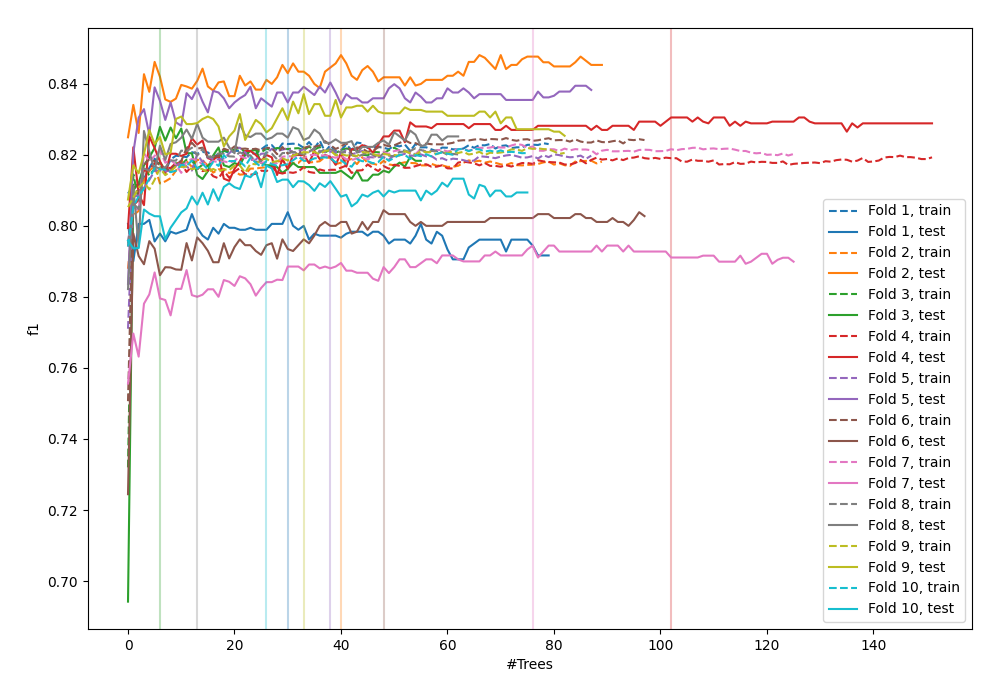 0.84
0.82
0.80
0.78
0.76
0.74
0.72
0.70
f1
0 20 40 60 80 100 120 140
#Trees
Fold 1, train
Fold 1, test
Fold 2, train
Fold 2, test
Fold 3, train
Fold 3, test
Fold 4, train
Fold 4, test
Fold 5, train
Fold 5, test
Fold 6, train
Fold 6, test
Fold 7, train
Fold 7, test
Fold 8, train
Fold 8, test
Fold 9, train
Fold 9, test
Fold 10, train
Fold 10, test